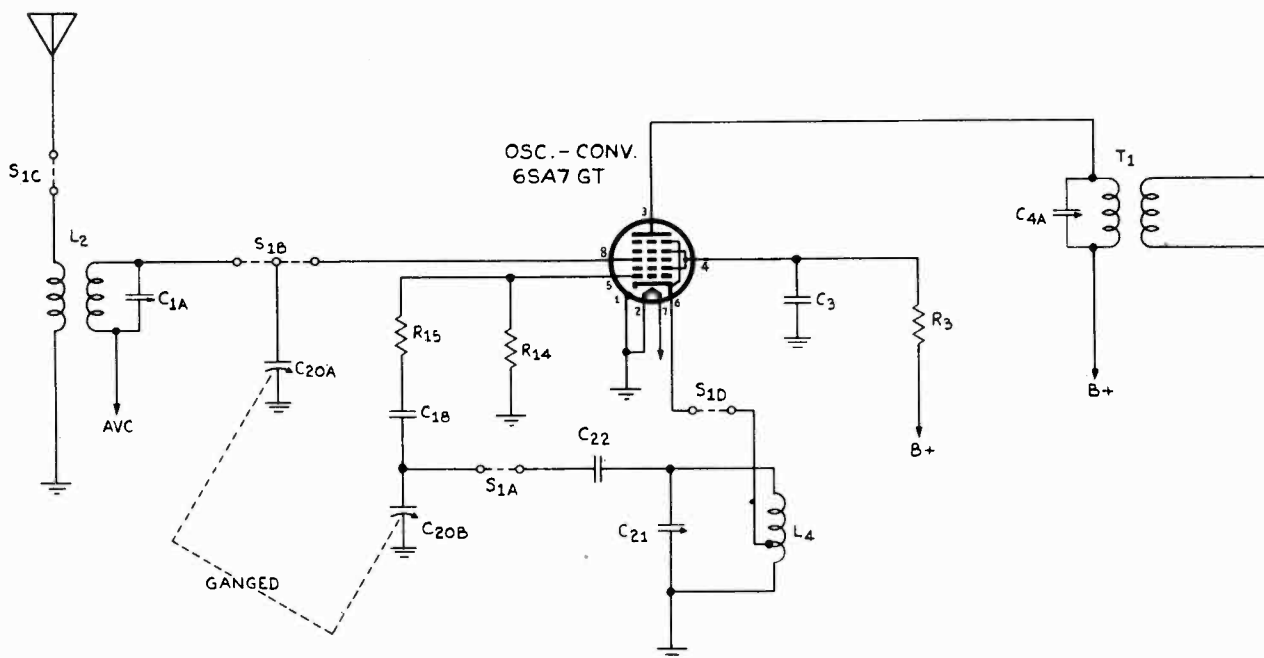 OSC.-CONV.
6SA7 GT
T1
S1C
3
C4A
L2
S1B
8
4
5
C1A
1
2
7
6
C3
R3
R15
R14
C20A
S1D
B+
AVC
C18
C22
B+
S1A
C20B
C21
L4
GANGED